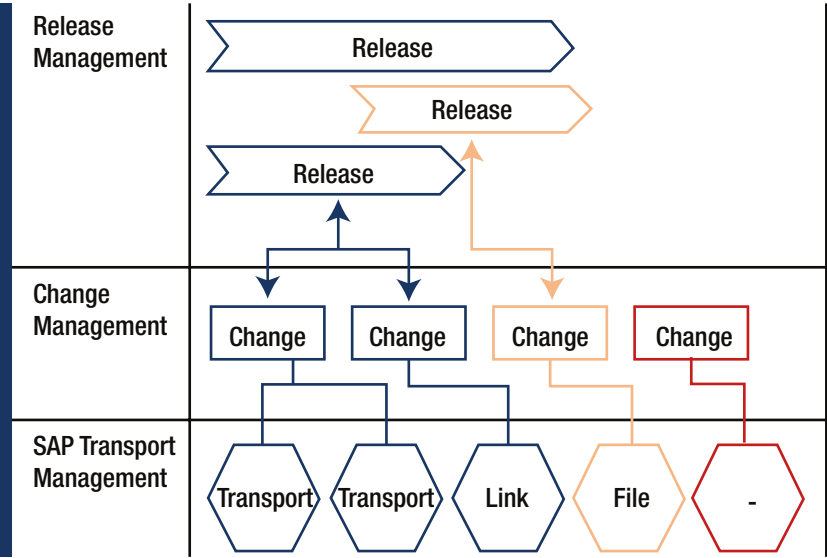 Release
Management
Release
Release
Release
Change
Management
Change
Change
Change
Change
SAP Transport
Management
Transport
Transport
Link
File
-